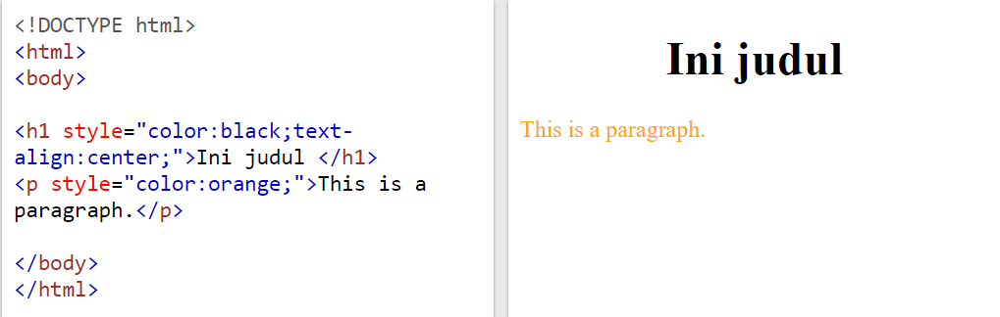 <!DOCTYPE html>
<html>
<body>
<h1 style="color:black;text-
align:center;">Ini judul </h1>
<p style="color:orange;">This is a
paragraph.</p>
</body>
</html>
Ini judul
This is a paragraph.